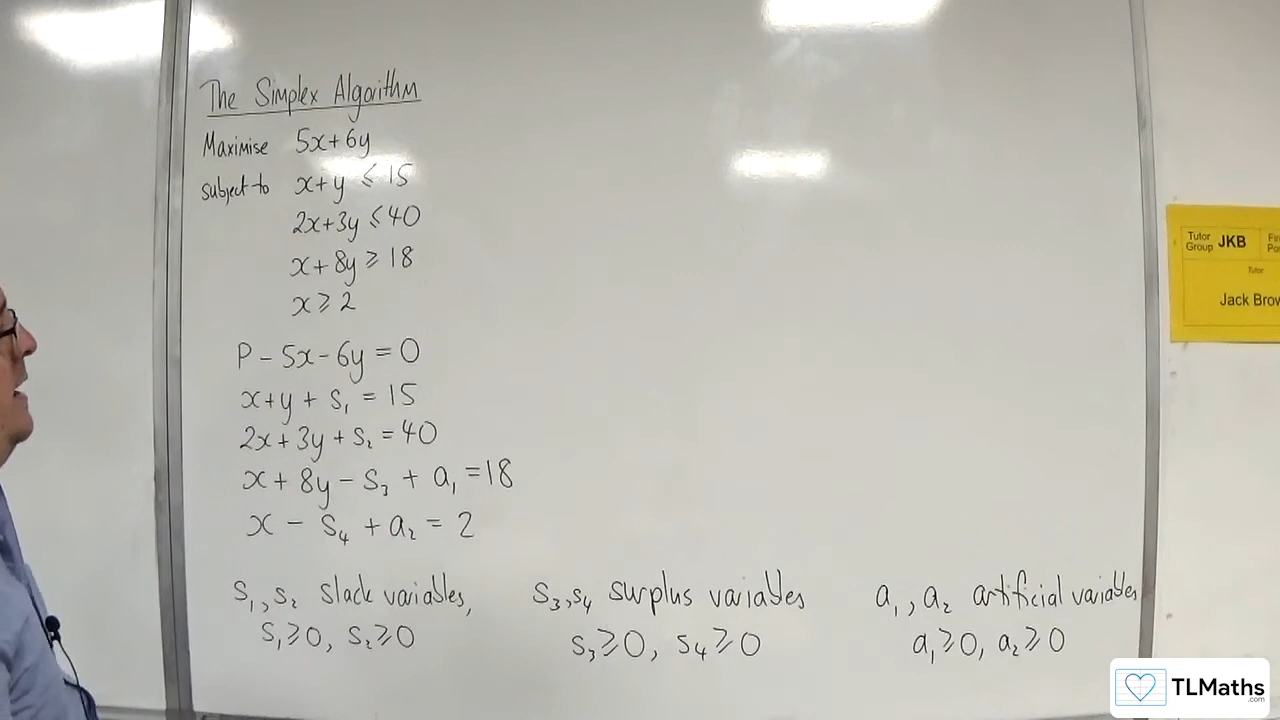 The Simplex Algorithm
Maximise 5x+6y
subject to x+y ⩽ 15
2x+3y ⩽ 40
x+8y ⩾ 18
x ⩾ 2
P - 5x - 6y = 0
x+y + s₁ = 15
2x+3y + s₂ = 40
x + 8y - s₃ + a₁ = 18
x - s₄ + a₂ = 2
s₁, s₂ slack variables,
s₁ ⩾ 0, s₂ ⩾ 0
s₃, s₄ surplus variables
s₃ ⩾ 0, s₄ ⩾ 0
a₁, a₂ artificial variables
a₁ ⩾ 0, a₂ ⩾ 0
Tutor Group JKB
Tutor
Jack
TLMaths
.com